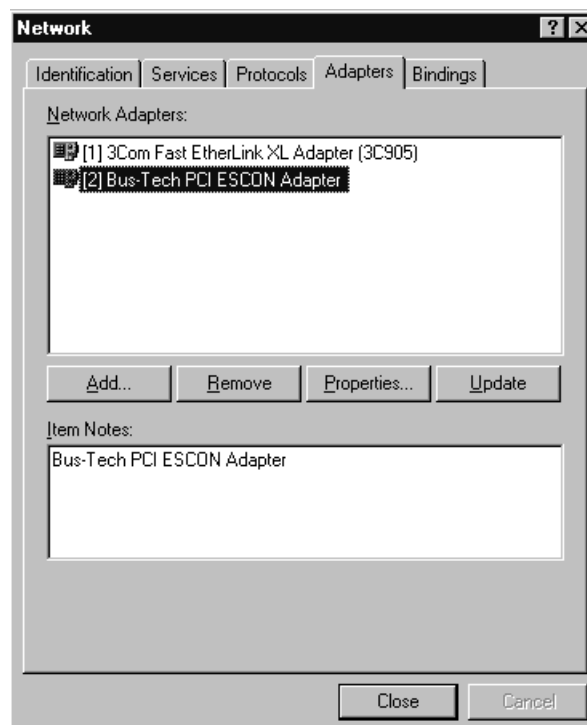 Network
Identification Services Protocols Adapters Bindings
Network Adapters:
[1] 3Com Fast EtherLink XL Adapter (3C905)
[2] Bus-Tech PCI ESCON Adapter
Add... Remove Properties... Update
Item Notes:
Bus-Tech PCI ESCON Adapter
Close Cancel